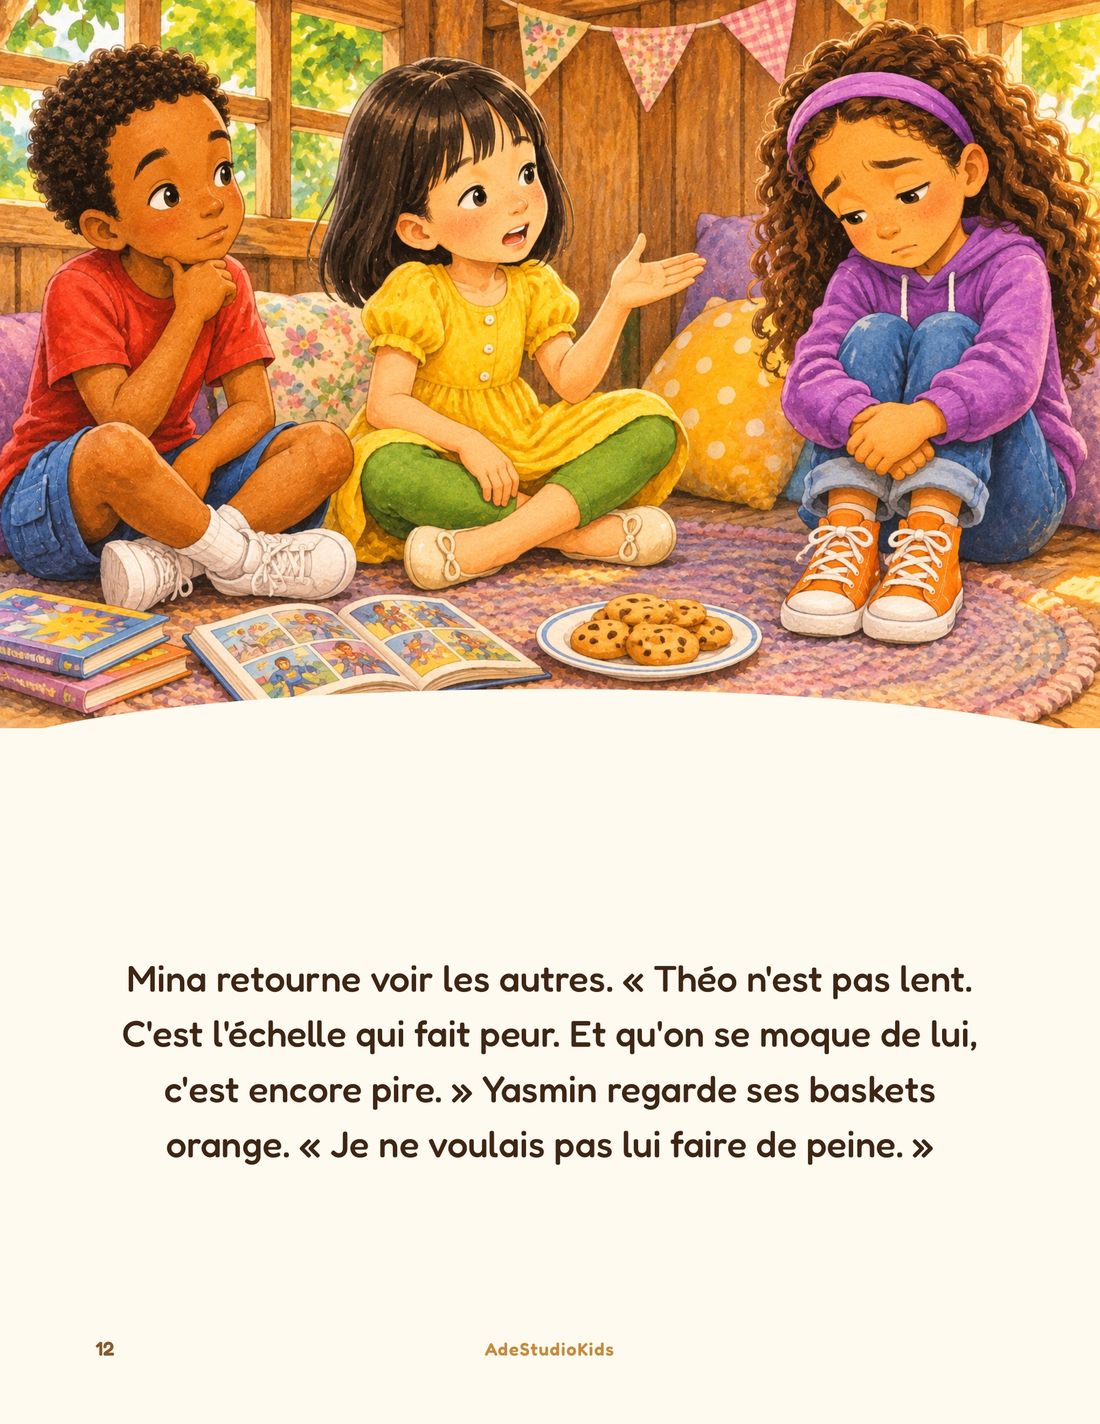 Mina retourne voir les autres. « Théo n'est pas lent.
C'est l'échelle qui fait peur. Et qu'on se moque de lui,
c'est encore pire. » Yasmin regarde ses baskets
orange. « Je ne voulais pas lui faire de peine. »
12
AdeStudioKids